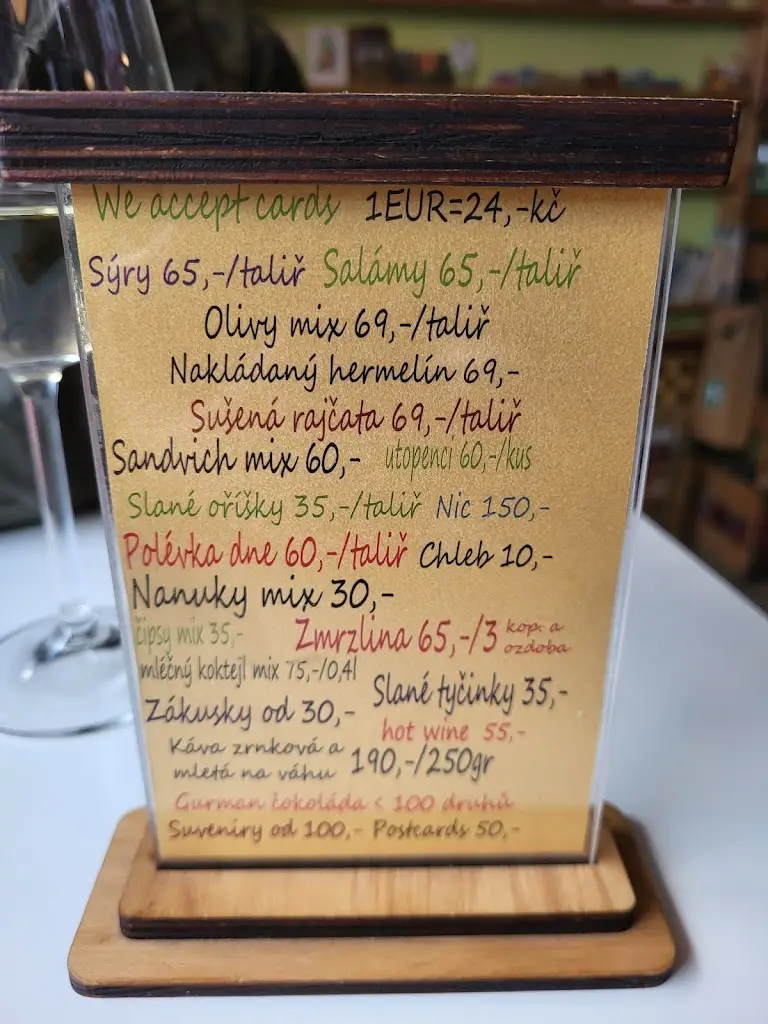 We accept cards 1EUR=24,-kč
Sýry 65,-/talíř Salámy 65,-/talíř
Olivy mix 69,-/talíř
Nakládaný hermelín 69,-
Sušená rajčata 69,-/talíř
Sandvich mix 60,- utopenci 60,-/kus
Slané oříšky 35,-/talíř Nic 150,-
Polévka dne 60,-/talíř Chleb 10,-
Nanuky mix 30,-
čipsy mix 35,- Zmrzlina 65,-/3 kop. a ozdoba
mléčný koktejl mix 75,-/0,4l
Slané tyčinky 35,-
Zákusky od 30,-
hot wine 55,-
Káva zrnková a
mletá na váhu 190,-/250gr
Gurman čokoláda < 100 druhů
Suveniry od 100,- Postcards 50,-